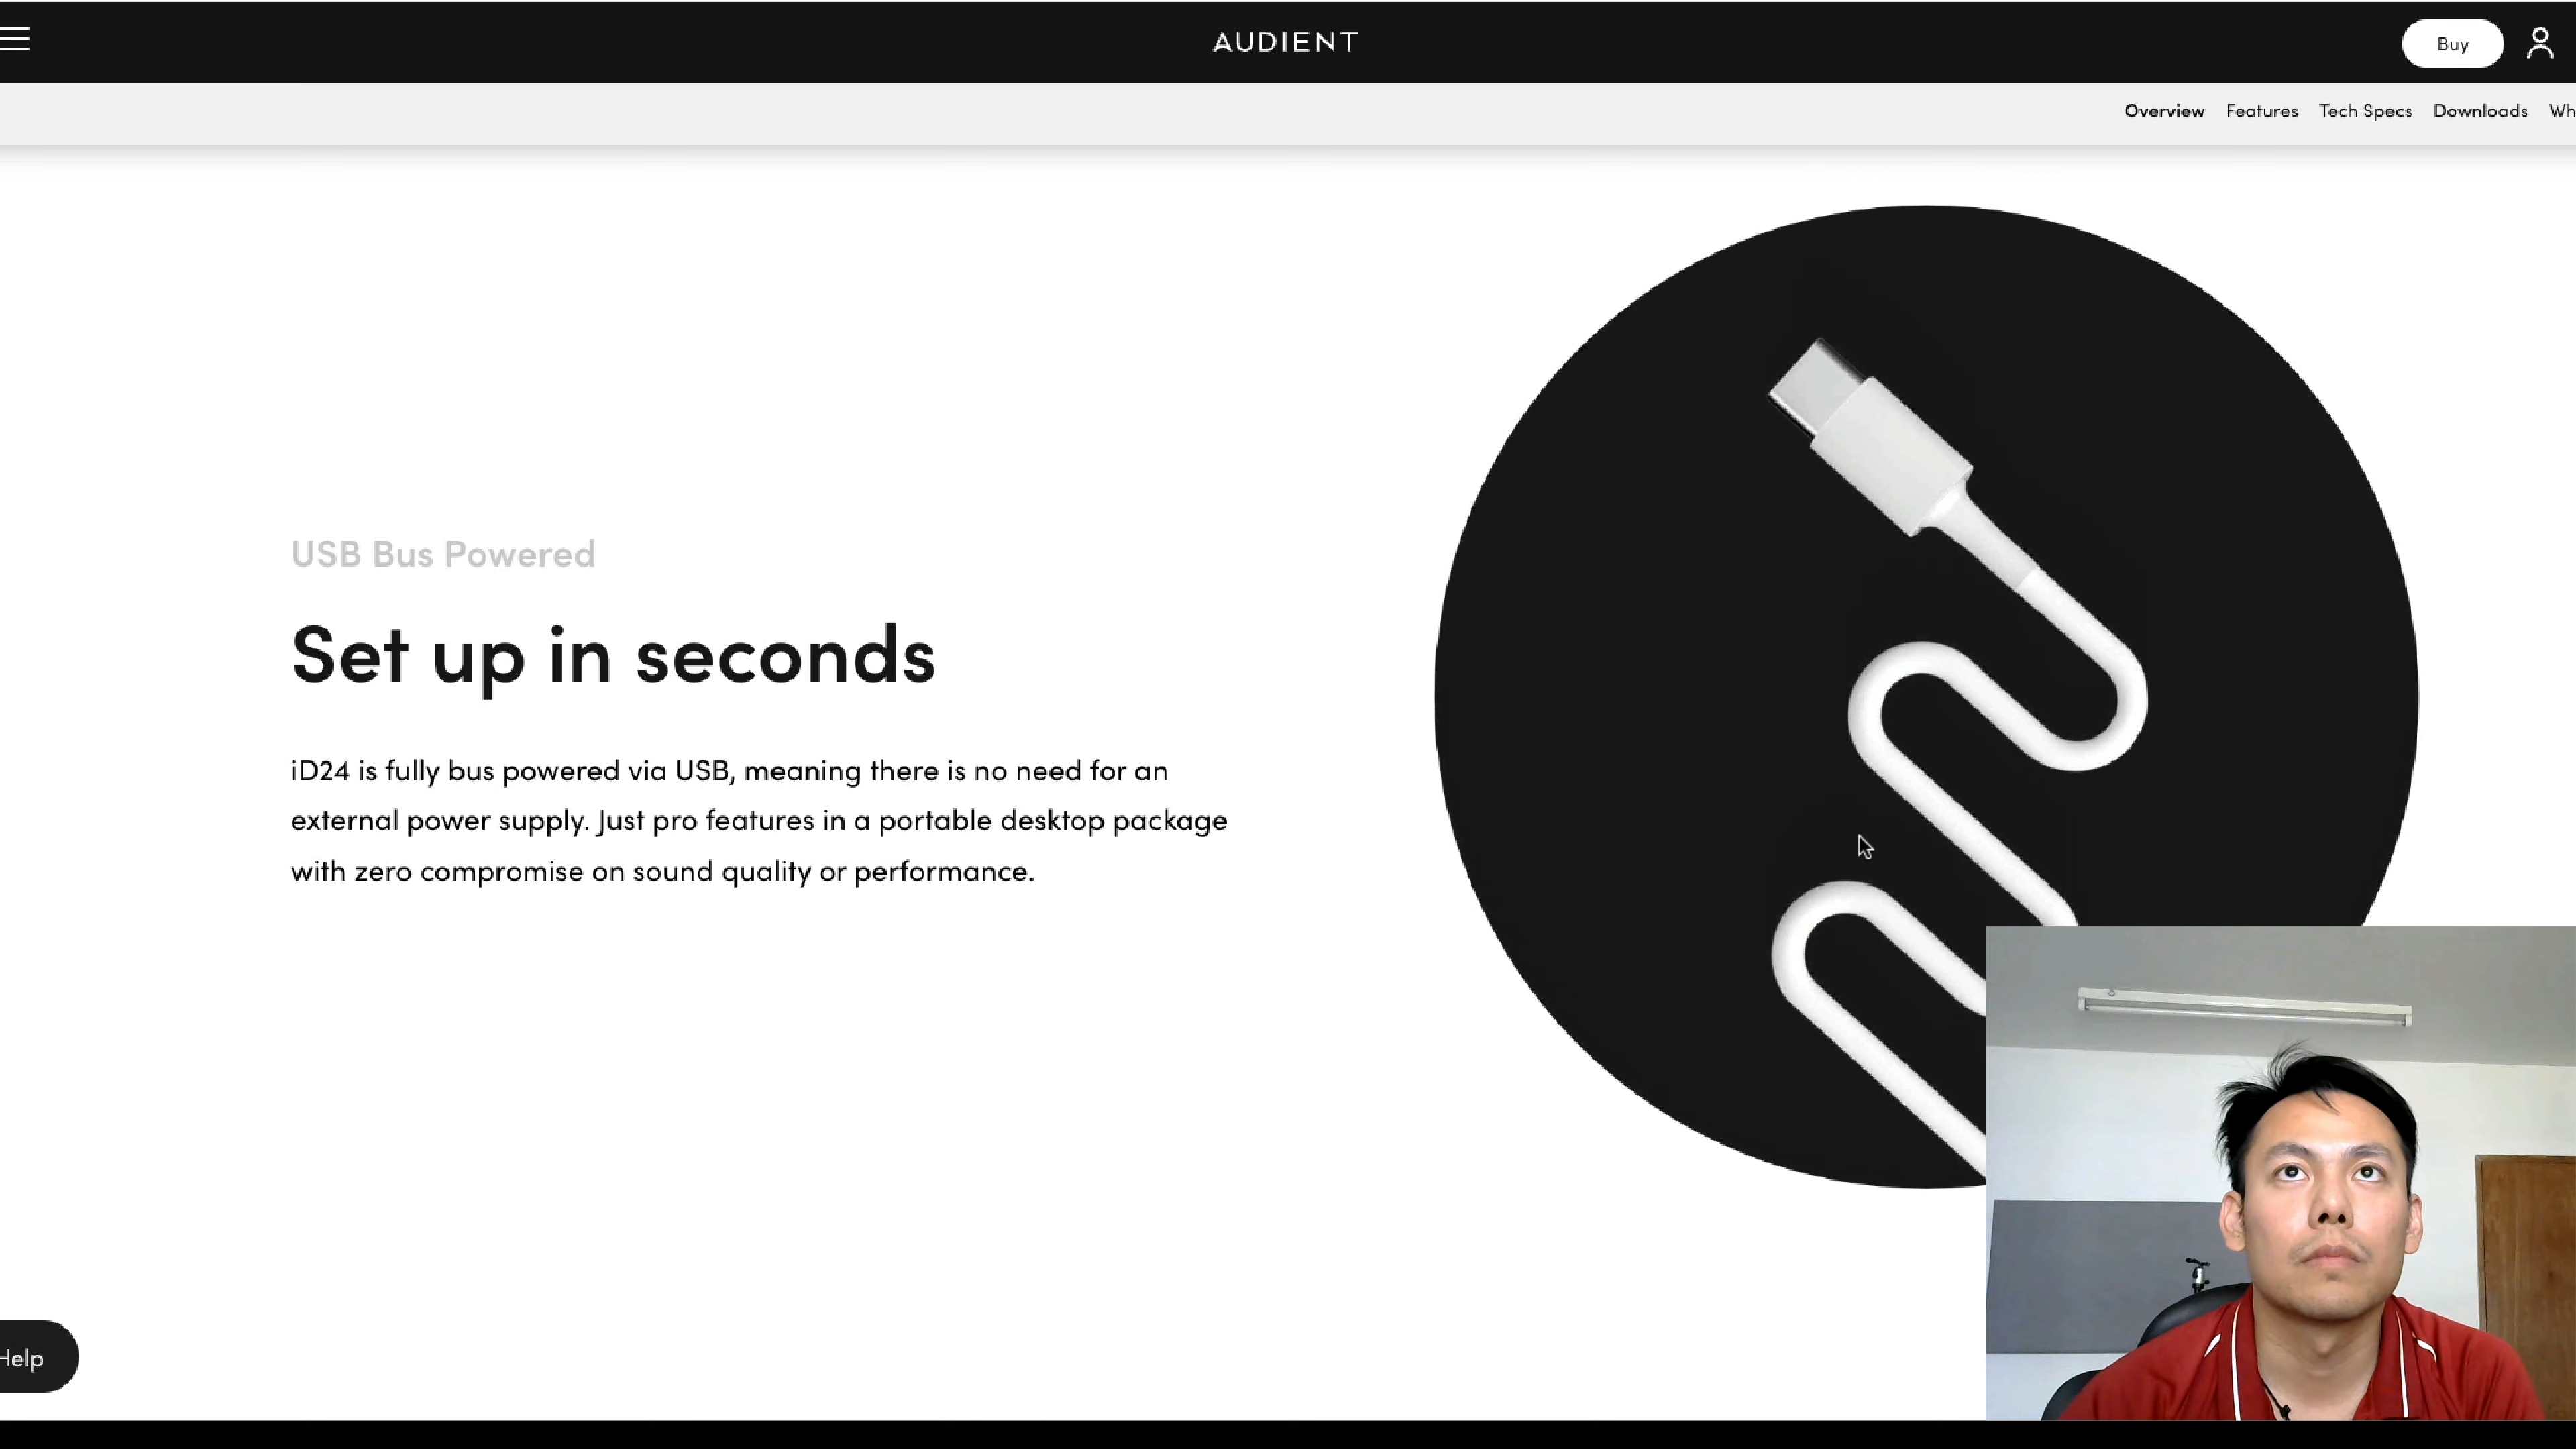 AUDIENT
Buy
Overview Features Tech Specs Downloads Wh
USB Bus Powered
Set up in seconds
iD24 is fully bus powered via USB, meaning there is no need for an
external power supply. Just pro features in a portable desktop package
with zero compromise on sound quality or performance.
Help